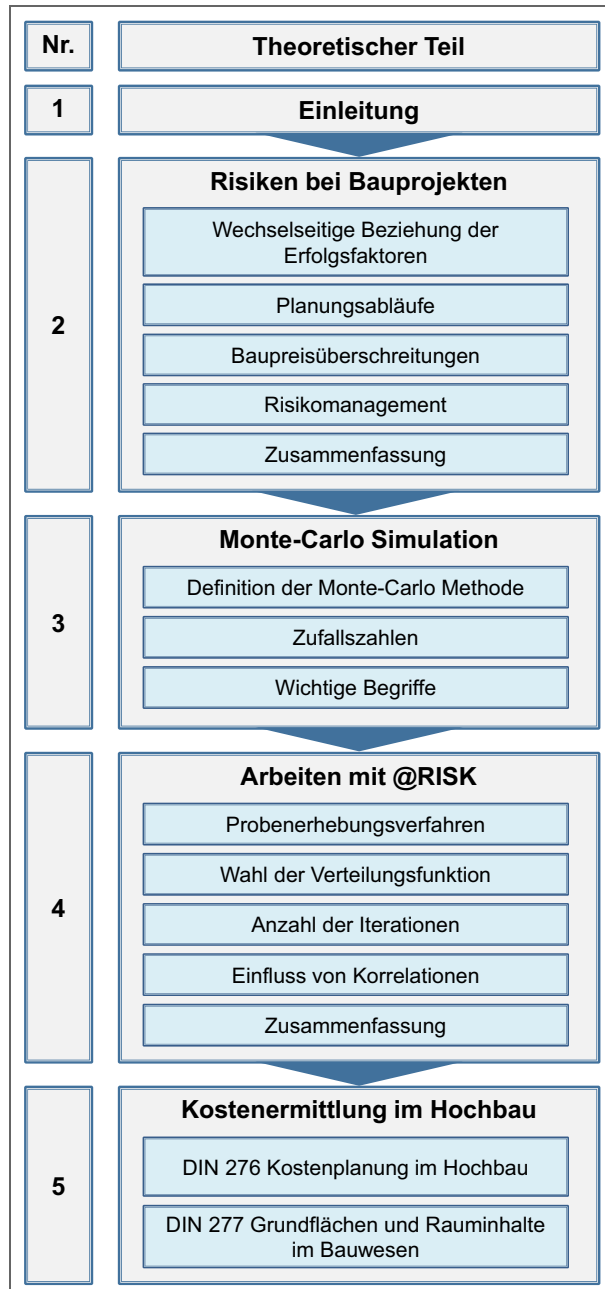 Nr.
Theoretischer Teil
1
Einleitung
2
Risiken bei Bauprojekten
Wechselseitige Beziehung der
Erfolgsfaktoren
Planungsabläufe
Baupreisüberschreitungen
Risikomanagement
Zusammenfassung
3
Monte-Carlo Simulation
Definition der Monte-Carlo Methode
Zufallszahlen
Wichtige Begriffe
4
Arbeiten mit @RISK
Probenerhebungsverfahren
Wahl der Verteilungsfunktion
Anzahl der Iterationen
Einfluss von Korrelationen
Zusammenfassung
5
Kostenermittlung im Hochbau
DIN 276 Kostenplanung im Hochbau
DIN 277 Grundflächen und Rauminhalte
im Bauwesen